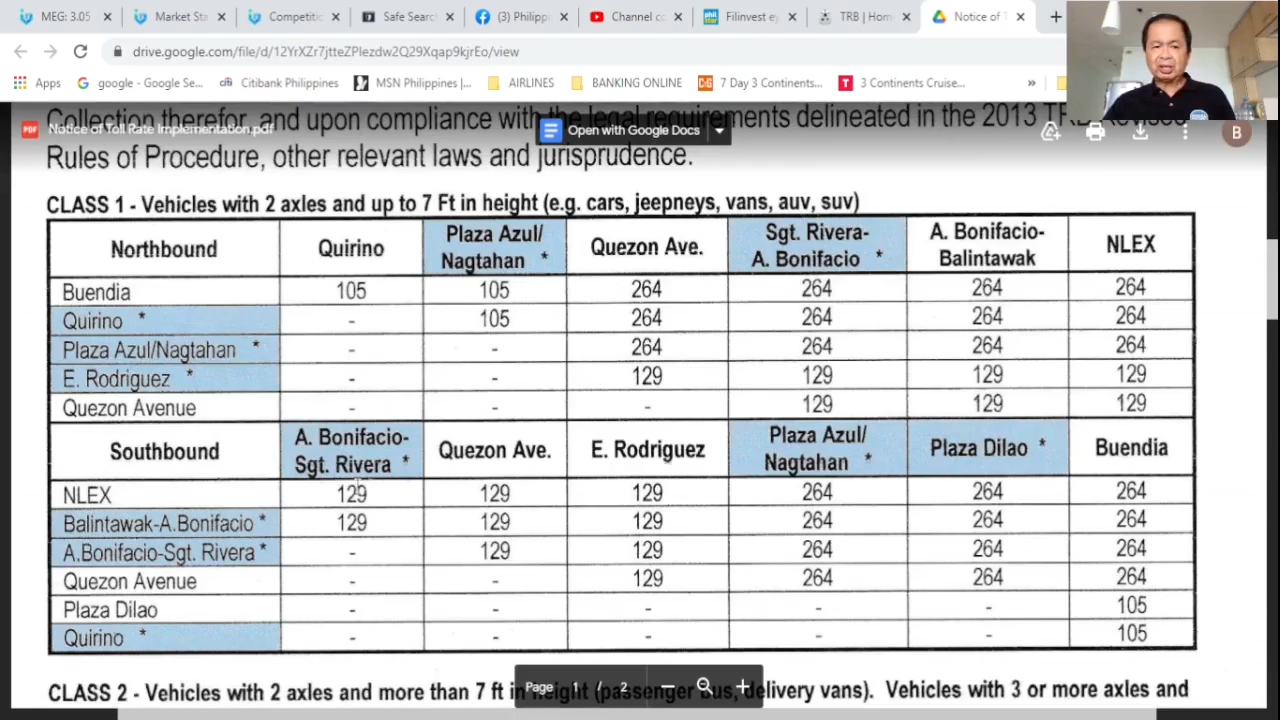 MEG: 3.05
Market Sta
Competitio
Safe Searc
(3) Philippi
Channel co
Filinvest ey
TRB | Hom
Notice of T
drive.google.com/file/d/12YrXZr7jtteZPlezdw2Q29Xqap9kjrEo/view
Apps google - Google Se... Citibank Philippines MSN Philippines |... AIRLINES BANKING ONLINE 7 Day 3 Continents... 3 Continents Cruise... »
Collection therefor, and upon compliance with the legal requirements delineated in the 2013 TRB Revised
PDF Notice of Toll Rate Implementation.pdf Open with Google Docs B
Rules of Procedure, other relevant laws and jurisprudence.
CLASS 1 - Vehicles with 2 axles and up to 7 Ft in height (e.g. cars, jeepneys, vans, auv, suv)
Northbound Quirino Plaza Azul/ Nagtahan * Quezon Ave. Sgt. Rivera- A. Bonifacio * A. Bonifacio- Balintawak NLEX
Buendia 105 105 264 264 264 264
Quirino * - 105 264 264 264 264
Plaza Azul/Nagtahan * - - 264 264 264 264
E. Rodriguez * - - 129 129 129 129
Quezon Avenue - - - 129 129 129
Southbound A. Bonifacio- Sgt. Rivera * Quezon Ave. E. Rodriguez Plaza Azul/ Nagtahan * Plaza Dilao * Buendia
NLEX 129 129 129 264 264 264
Balintawak-A.Bonifacio * 129 129 129 264 264 264
A.Bonifacio-Sgt. Rivera * - 129 129 264 264 264
Quezon Avenue - - 129 264 264 264
Plaza Dilao - - - - - 105
Quirino * - - - - - 105
CLASS 2 - Vehicles with 2 axles and more than 7 ft in height (passenger bus, delivery vans). Vehicles with 3 or more axles and
Page 1 / 2